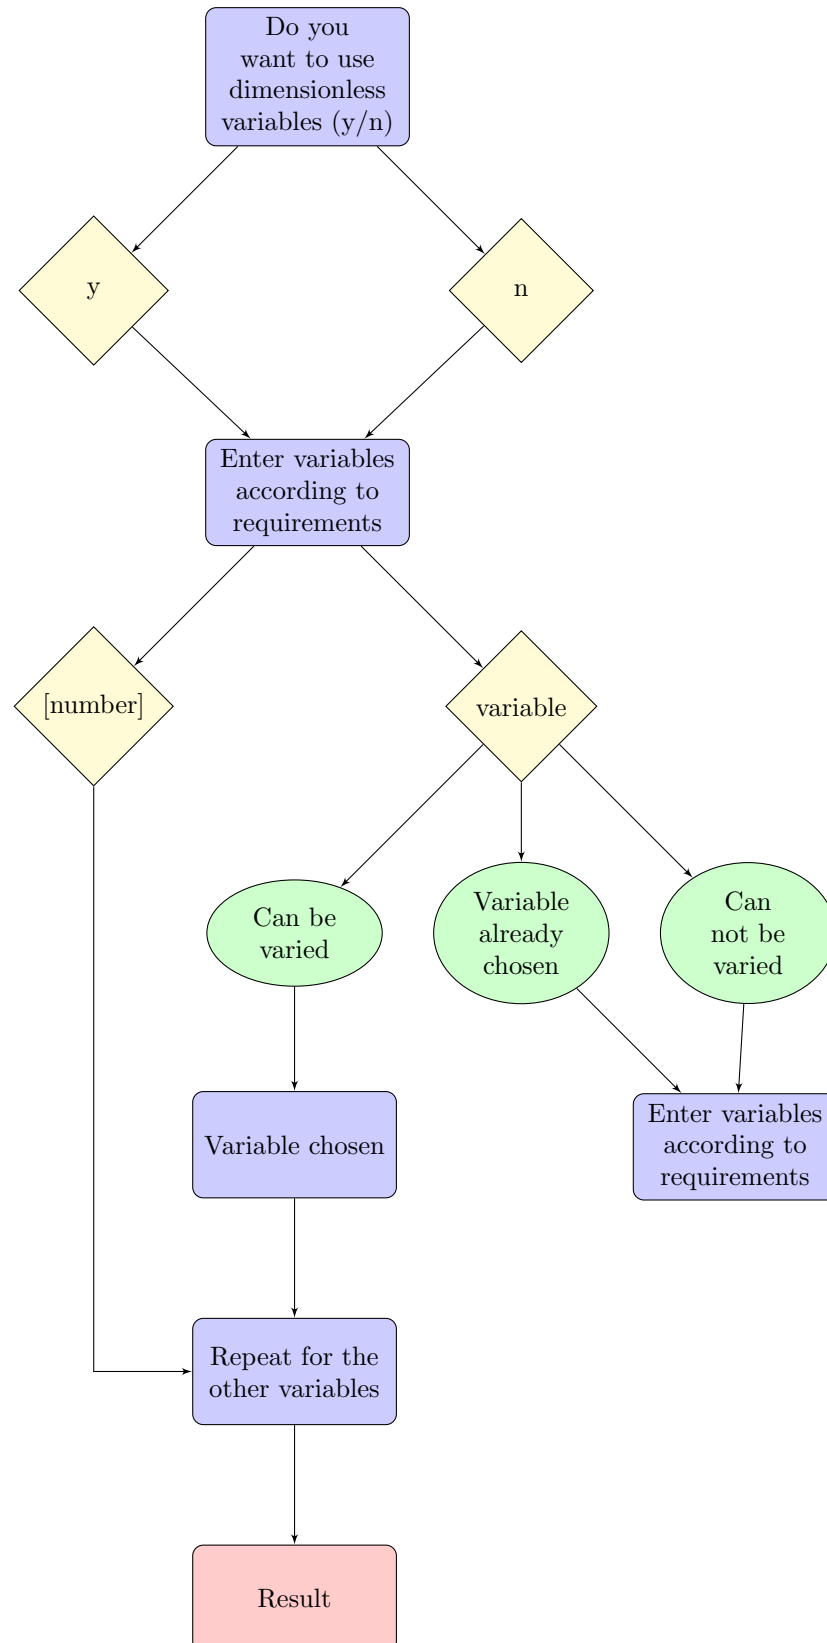 Do you
want to use
dimensionless
variables (y/n)
y
n
Enter variables
according to
requirements
[number]
variable
Can be
varied
Variable
already
chosen
Can
not be
varied
Variable chosen
Enter variables
according to
requirements
Repeat for the
other variables
Result